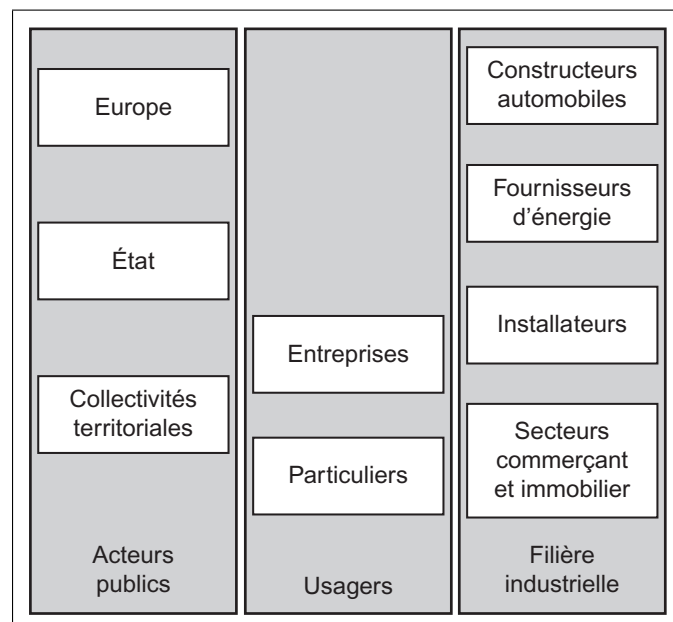 Europe
État
Collectivités
territoriales
Acteurs
publics
Entreprises
Particuliers
Usagers
Constructeurs
automobiles
Fournisseurs
d’énergie
Installateurs
Secteurs
commerçant
et immobilier
Filière
industrielle